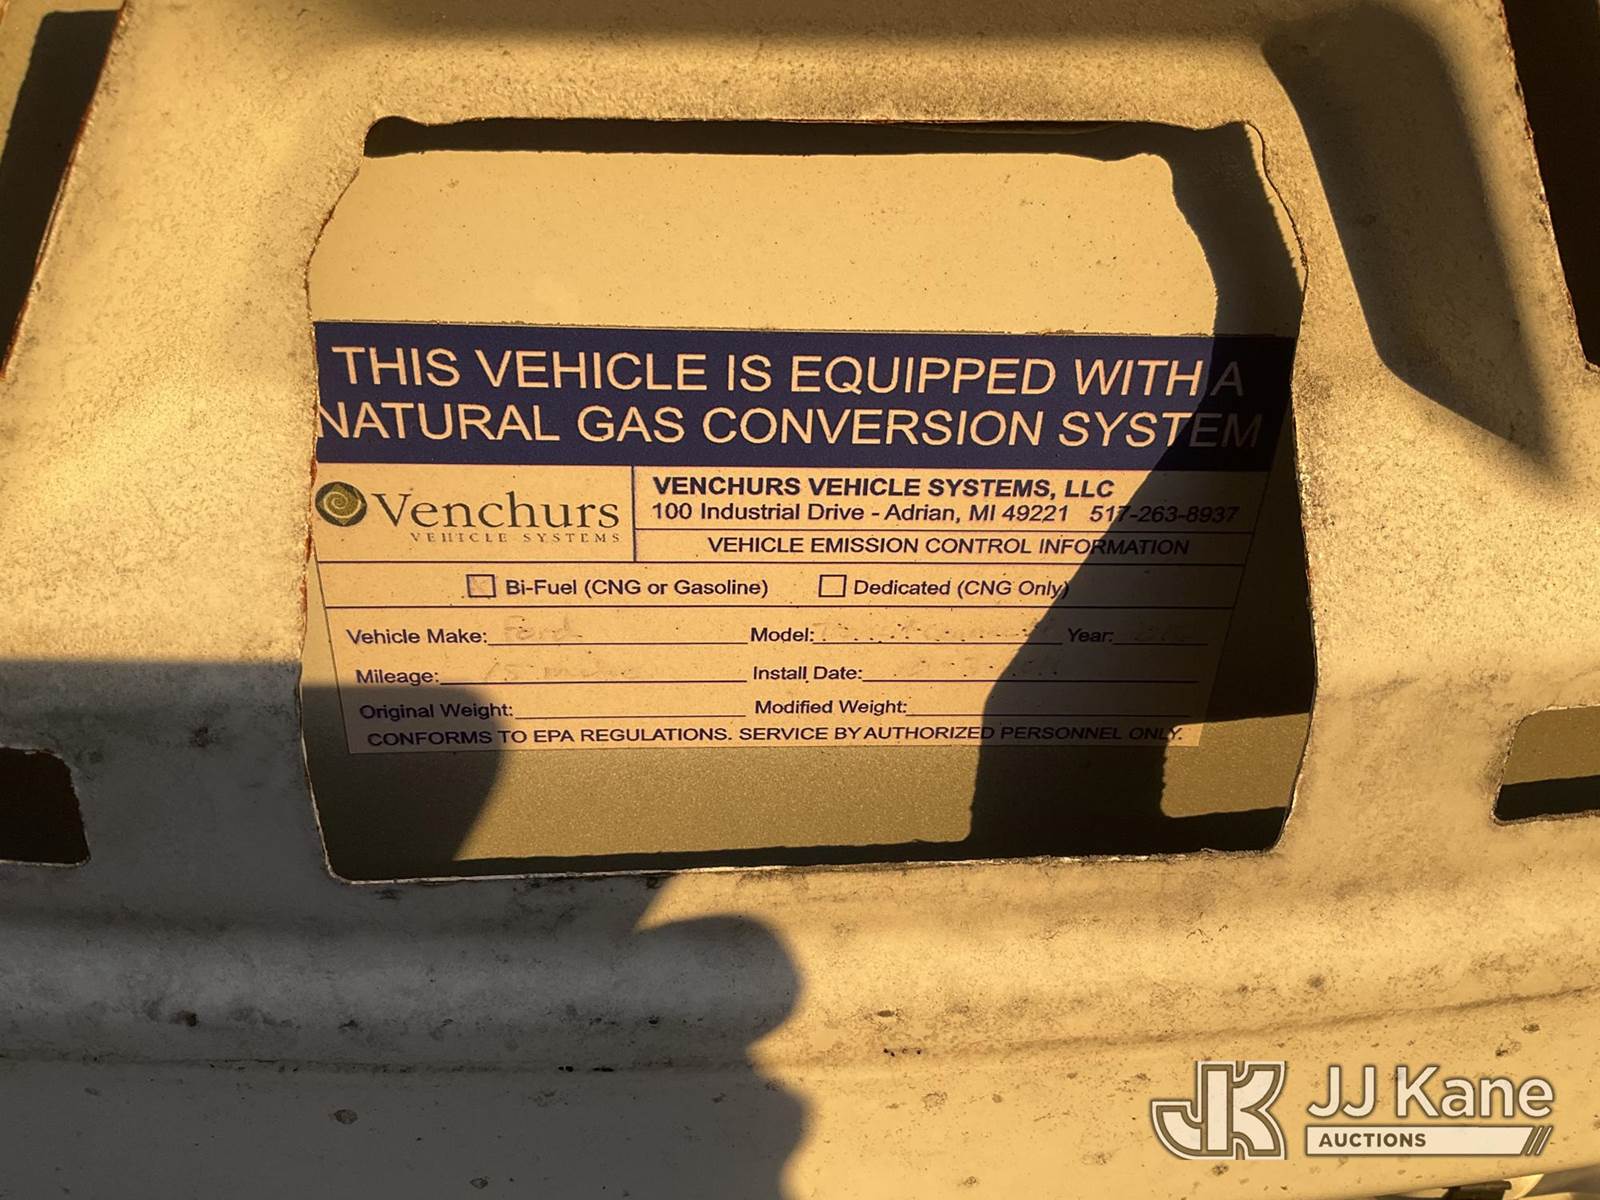 THIS VEHICLE IS EQUIPPED WITH A
NATURAL GAS CONVERSION SYSTEM
Venchurs
VEHICLE SYSTEMS
VENCHURS VEHICLE SYSTEMS, LLC
100 Industrial Drive - Adrian, MI 49221 517-263-8937
VEHICLE EMISSION CONTROL INFORMATION
Bi-Fuel (CNG or Gasoline) Dedicated (CNG Only)
Vehicle Make: Ford Model: Year:
Mileage: Install Date:
Original Weight: Modified Weight:
CONFORMS TO EPA REGULATIONS. SERVICE BY AUTHORIZED PERSONNEL ONLY.
JJ Kane
AUCTIONS